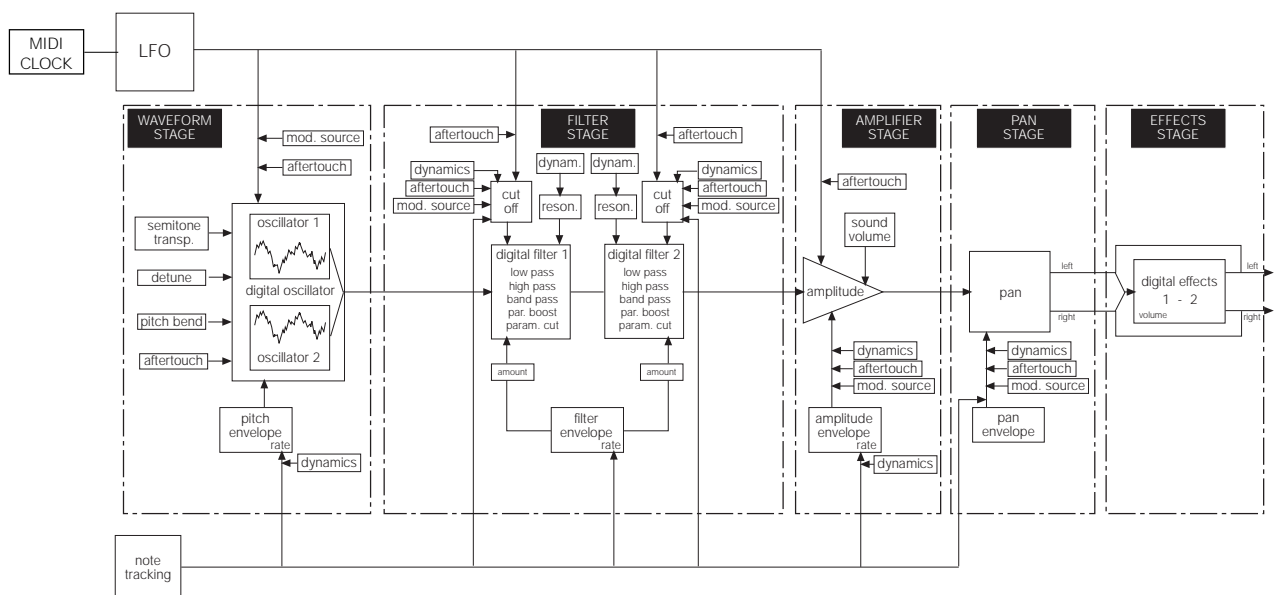 MIDI
CLOCK
LFO
WAVEFORM
STAGE
mod. source
aftertouch
semitone
transp.
detune
pitch bend
aftertouch
oscillator 1
digital oscillator
oscillator 2
pitch
envelope
rate
dynamics
FILTER
STAGE
aftertouch
aftertouch
dynamics
aftertouch
mod. source
cut
off
dynam.
reson.
dynam.
reson.
cut
off
dynamics
aftertouch
mod. source
digital filter 1
low pass
high pass
band pass
par. boost
param. cut
digital filter 2
low pass
high pass
band pass
par. boost
param. cut
amount
amount
filter
envelope
rate
AMPLIFIER
STAGE
aftertouch
sound
volume
amplitude
dynamics
aftertouch
mod. source
amplitude
envelope
rate
dynamics
PAN
STAGE
pan
left
right
dynamics
aftertouch
mod. source
pan
envelope
EFFECTS
STAGE
digital effects
1 - 2
volume
left
right
note
tracking